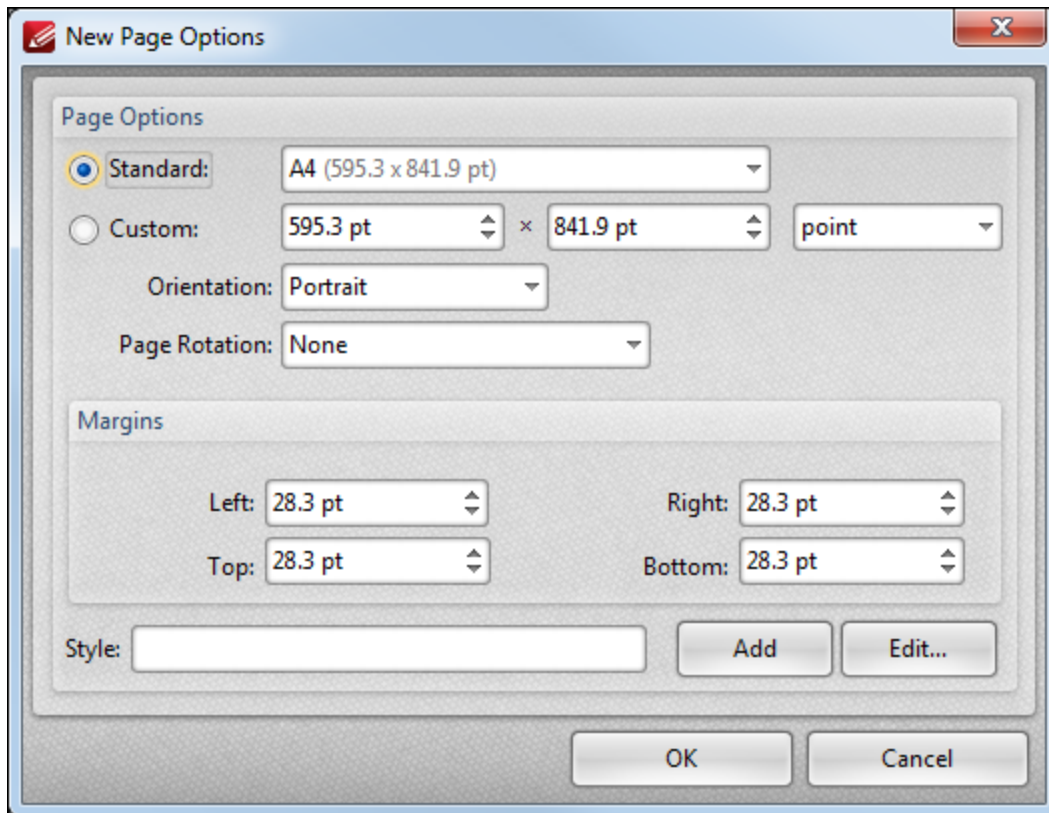 New Page Options
Page Options
Standard: A4 (595.3 x 841.9 pt)
Custom: 595.3 pt × 841.9 pt point
Orientation: Portrait
Page Rotation: None
Margins
Left: 28.3 pt Right: 28.3 pt
Top: 28.3 pt Bottom: 28.3 pt
Style: Add Edit...
OK Cancel